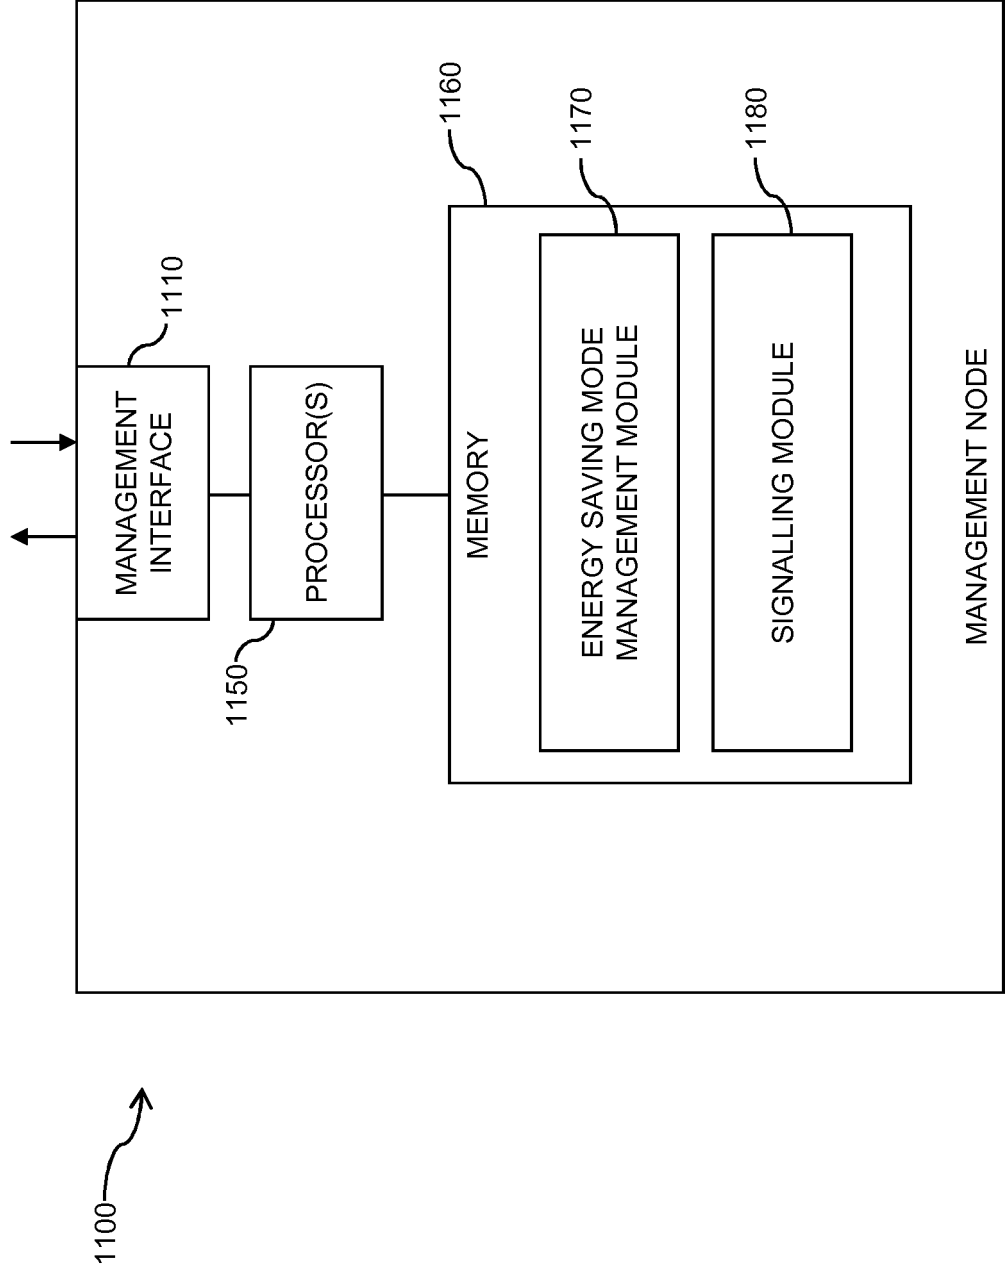 1100
MANAGEMENT
INTERFACE
1110
PROCESSOR(S)
1150
MEMORY
1160
ENERGY SAVING MODE
MANAGEMENT MODULE
1170
SIGNALLING MODULE
1180
MANAGEMENT NODE